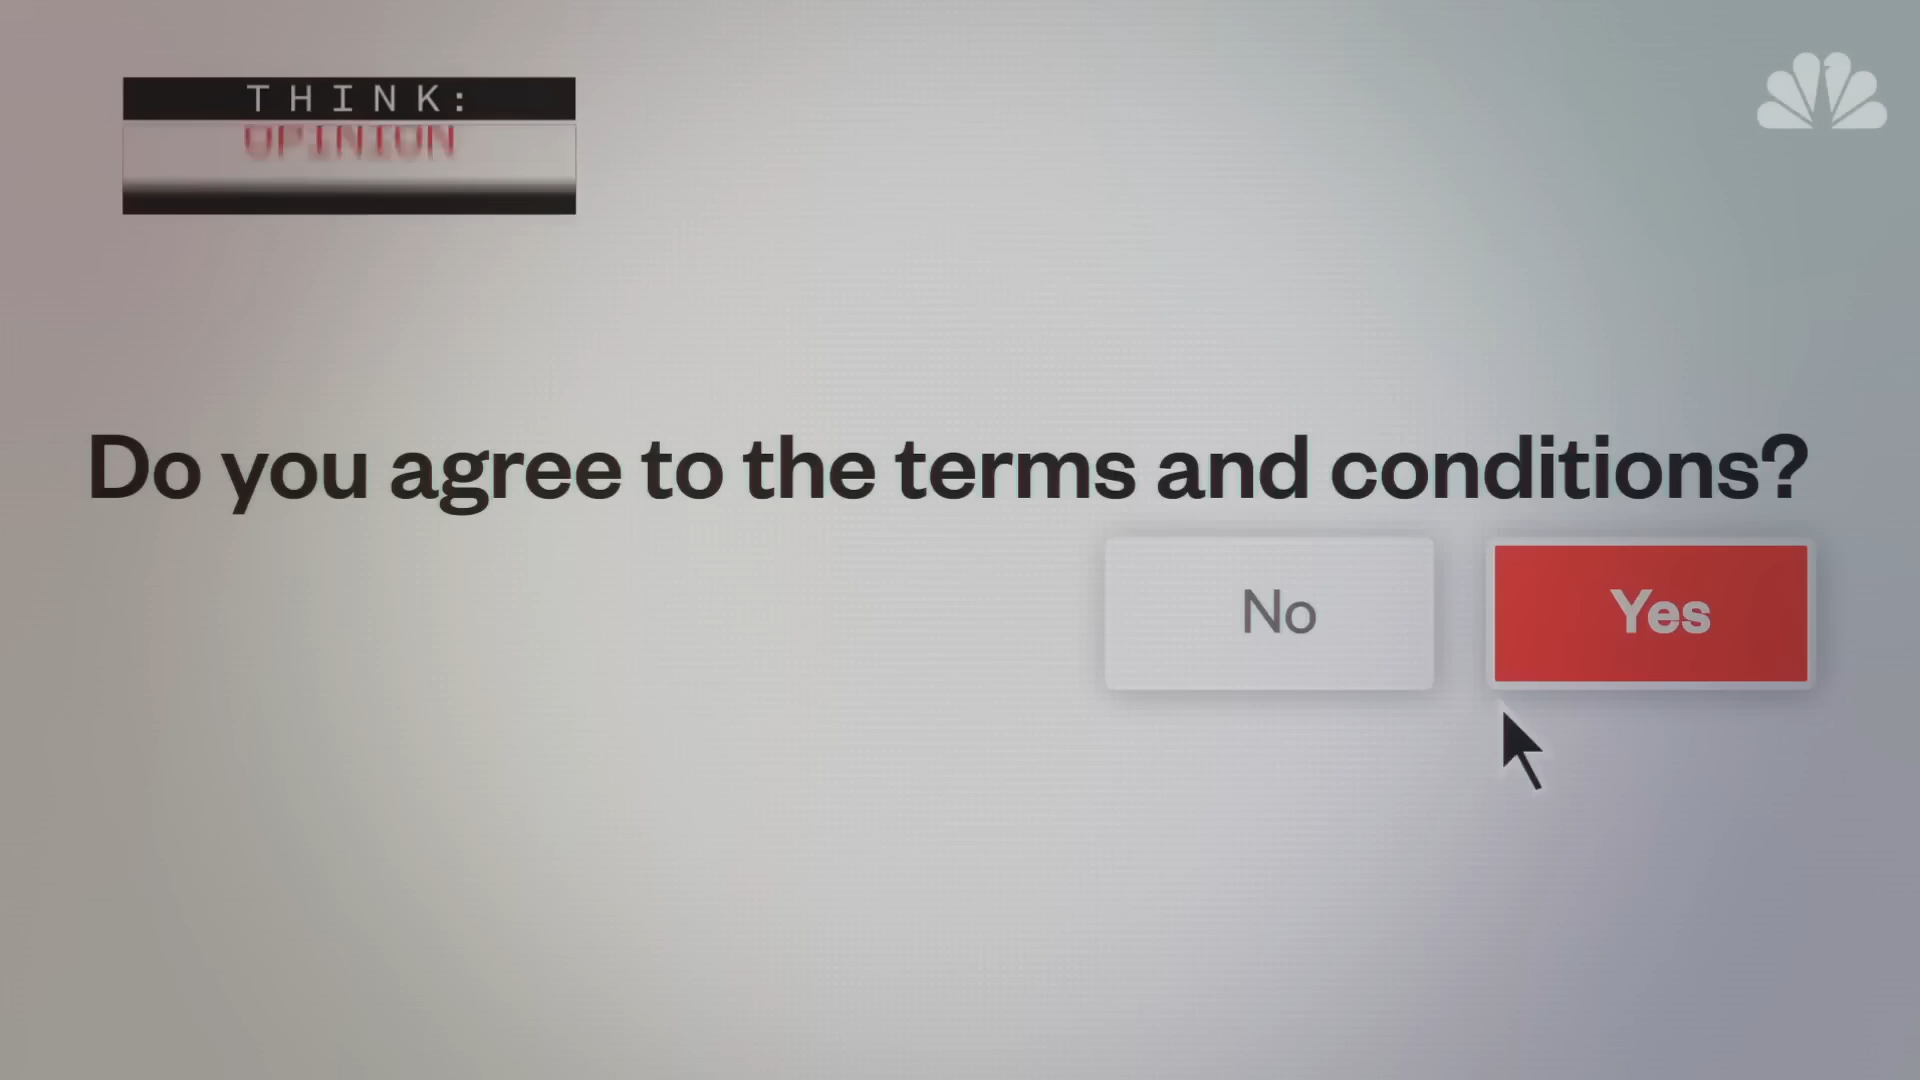 THINK:
OPINION
Do you agree to the terms and conditions?
No
Yes